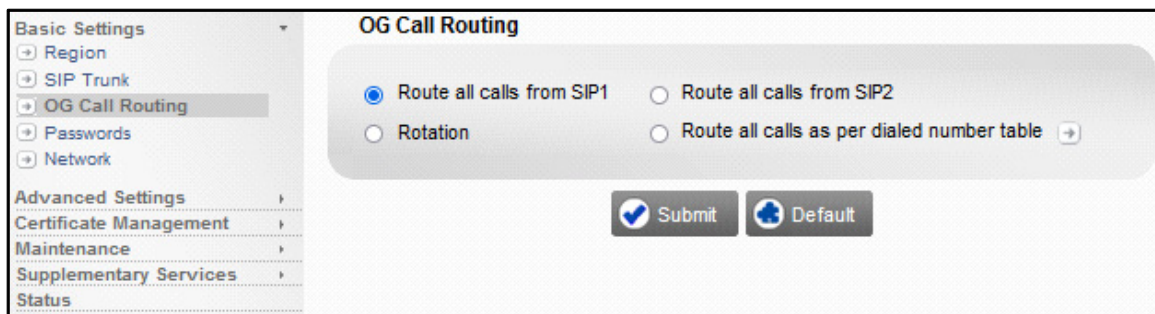 Basic Settings
Region
SIP Trunk
OG Call Routing
Passwords
Network
Advanced Settings
Certificate Management
Maintenance
Supplementary Services
Status
OG Call Routing
Route all calls from SIP1
Route all calls from SIP2
Rotation
Route all calls as per dialed number table
Submit
Default